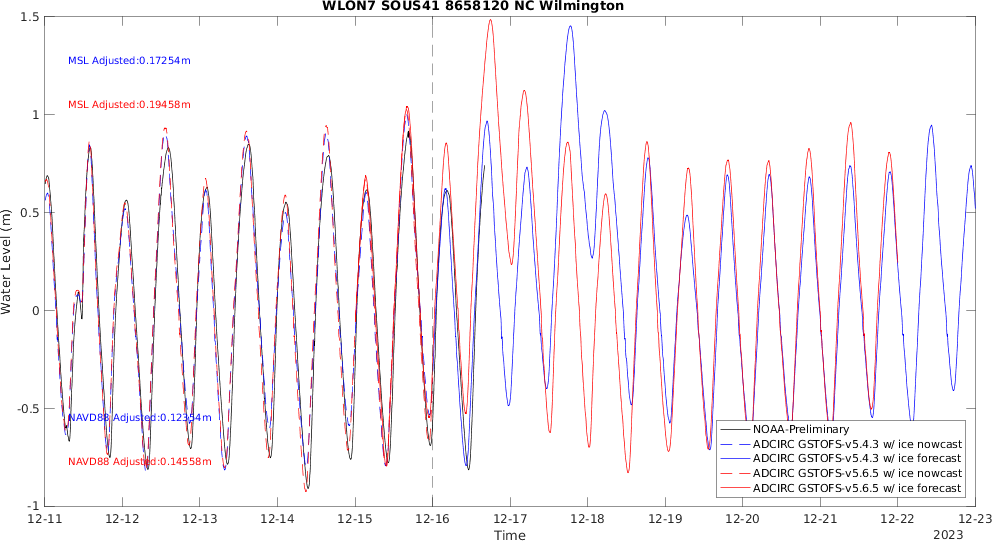 WLON7 SOUS41 8658120 NC Wilmington
1.5
1
0.5
0
-0.5
-1
Water Level (m)
MSL Adjusted:0.17254m
MSL Adjusted:0.19458m
NAVD88 Adjusted:0.12354m
NAVD88 Adjusted:0.14558m
NOAA-Preliminary
ADCIRC GSTOFS-v5.4.3 w/ ice nowcast
ADCIRC GSTOFS-v5.4.3 w/ ice forecast
ADCIRC GSTOFS-v5.6.5 w/ ice nowcast
ADCIRC GSTOFS-v5.6.5 w/ ice forecast
12-11 12-12 12-13 12-14 12-15 12-16 12-17 12-18 12-19 12-20 12-21 12-22 12-23
Time
2023